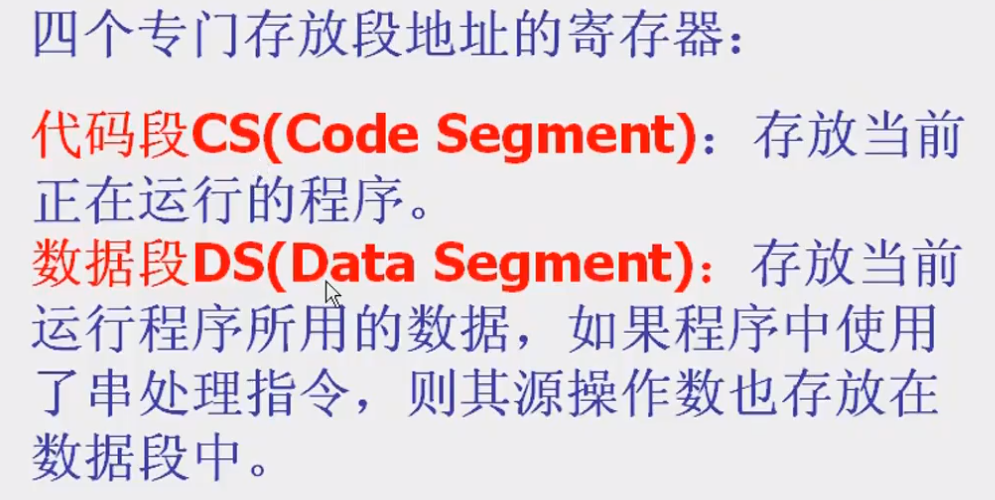 四个专门存放段地址的寄存器：
代码段CS(Code Segment)：存放当前
正在运行的程序。
数据段DS(Data Segment)：存放当前
运行程序所用的数据，如果程序中使用
了串处理指令，则其源操作数也存放在
数据段中。